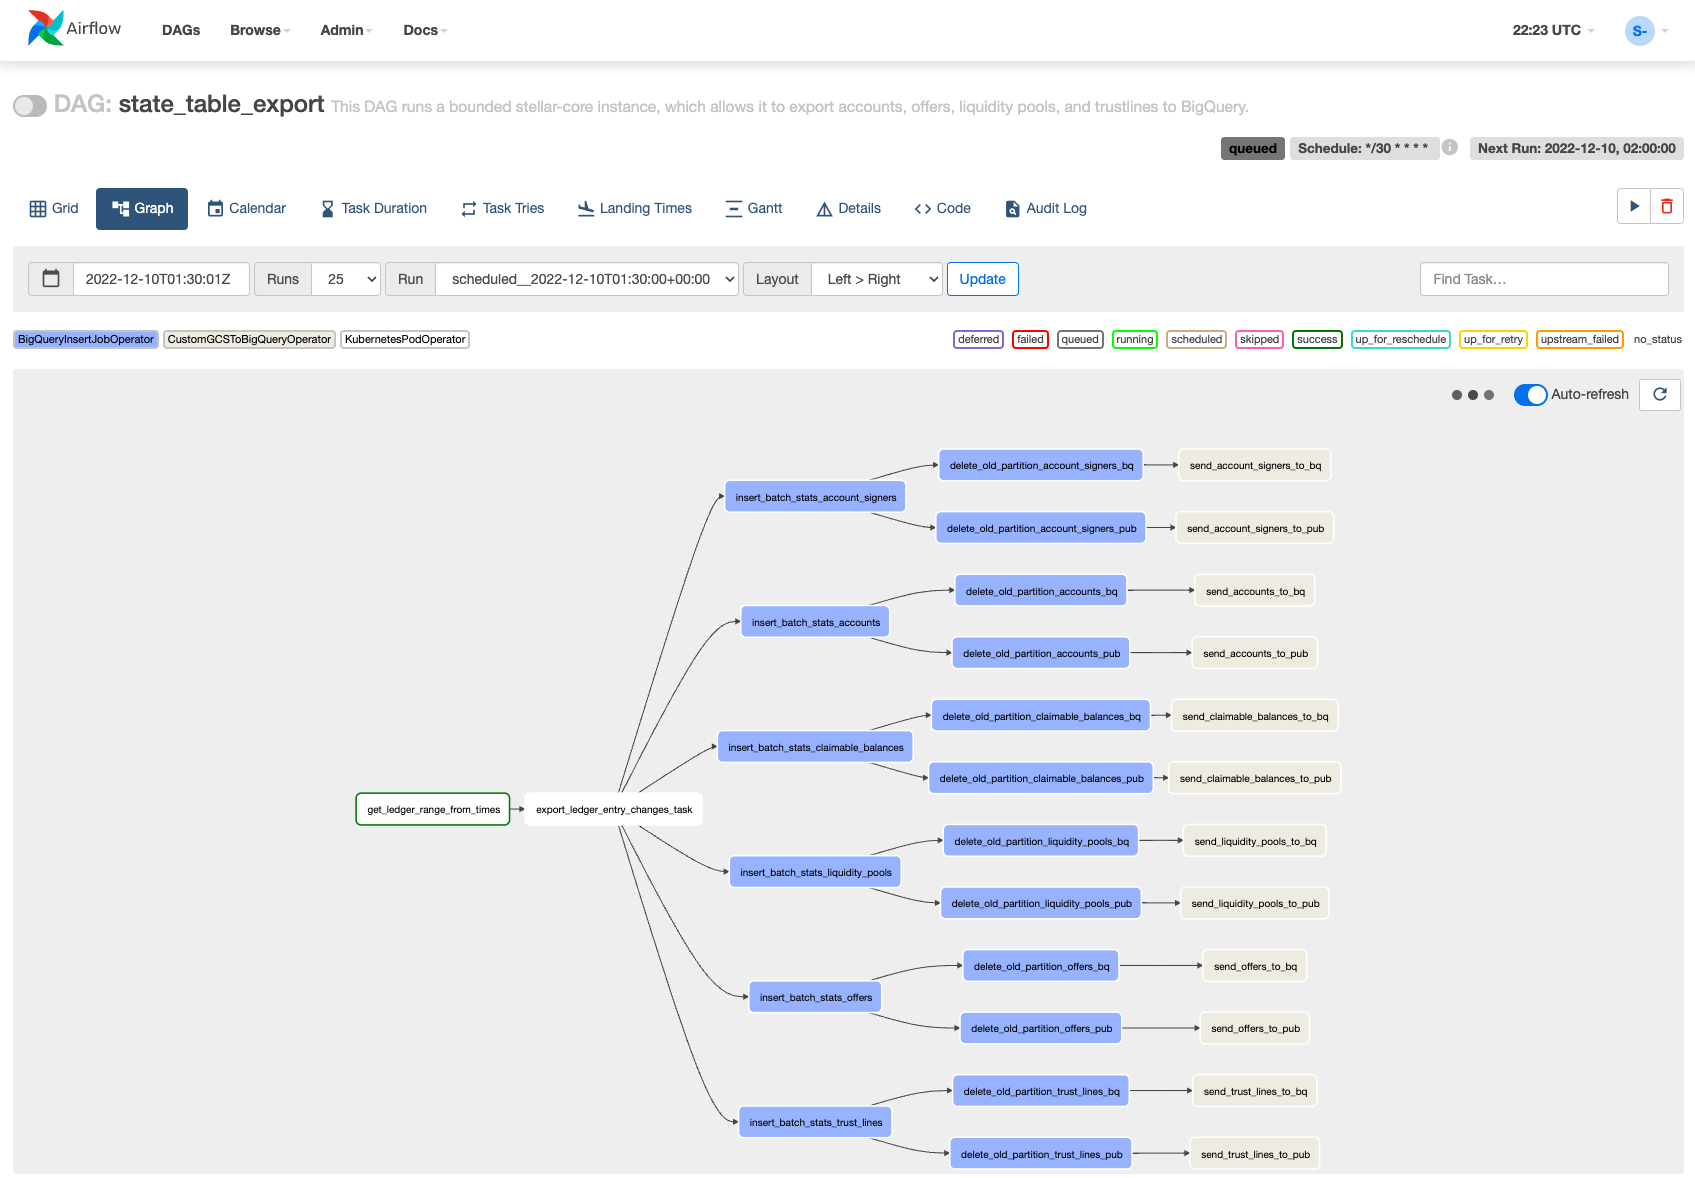 Airflow DAGs Browse Admin Docs 22:23 UTC S-
DAG: state_table_export This DAG runs a bounded stellar-core instance, which allows it to export accounts, offers, liquidity pools, and trustlines to BigQuery.
queued Schedule: */30 * * * * i Next Run: 2022-12-10, 02:00:00
Grid Graph Calendar Task Duration Task Tries Landing Times Gantt Details Code Audit Log
2022-12-10T01:30:01Z Runs 25 Run scheduled__2022-12-10T01:30:00+00:00 Layout Left > Right Update Find Task...
BigQueryInsertJobOperator CustomGCSToBigQueryOperator KubernetesPodOperator deferred failed queued running scheduled skipped success up_for_reschedule up_for_retry upstream_failed no_status
Auto-refresh
delete_old_partition_account_signers_bq send_account_signers_to_bq
insert_batch_stats_account_signers
delete_old_partition_account_signers_pub send_account_signers_to_pub
delete_old_partition_accounts_bq send_accounts_to_bq
insert_batch_stats_accounts
delete_old_partition_accounts_pub send_accounts_to_pub
delete_old_partition_claimable_balances_bq send_claimable_balances_to_bq
insert_batch_stats_claimable_balances
delete_old_partition_claimable_balances_pub send_claimable_balances_to_pub
get_ledger_range_from_times export_ledger_entry_changes_task
delete_old_partition_liquidity_pools_bq send_liquidity_pools_to_bq
insert_batch_stats_liquidity_pools
delete_old_partition_liquidity_pools_pub send_liquidity_pools_to_pub
delete_old_partition_offers_bq send_offers_to_bq
insert_batch_stats_offers
delete_old_partition_offers_pub send_offers_to_pub
delete_old_partition_trust_lines_bq send_trust_lines_to_bq
insert_batch_stats_trust_lines
delete_old_partition_trust_lines_pub send_trust_lines_to_pub